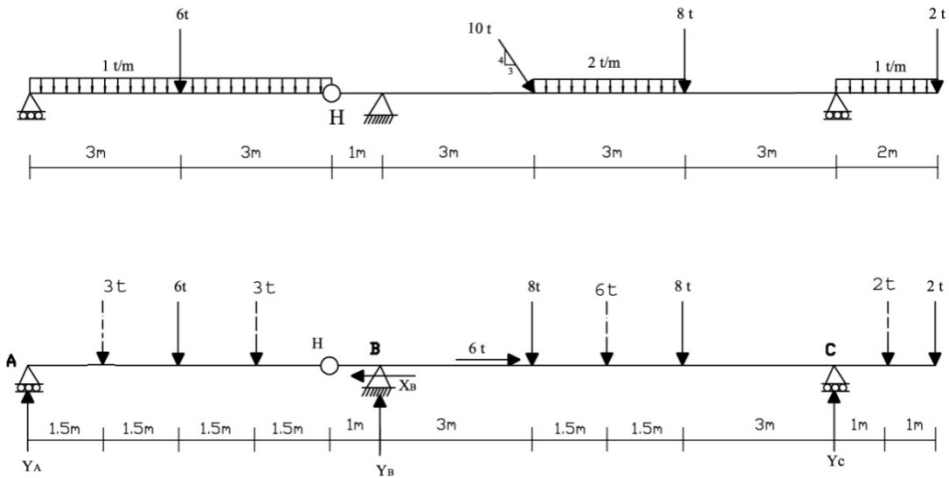 6t 10 t 8 t 2 t
1 t/m 4 3 2 t/m 1 t/m
H
3m 3m 1m 3m 3m 3m 2m
3t 6t 3t 8t 6t 8 t 2t 2 t
A H B 6 t C
XB
1.5m 1.5m 1.5m 1.5m 1m 3m 1.5m 1.5m 3m 1m 1m
YA YB YC